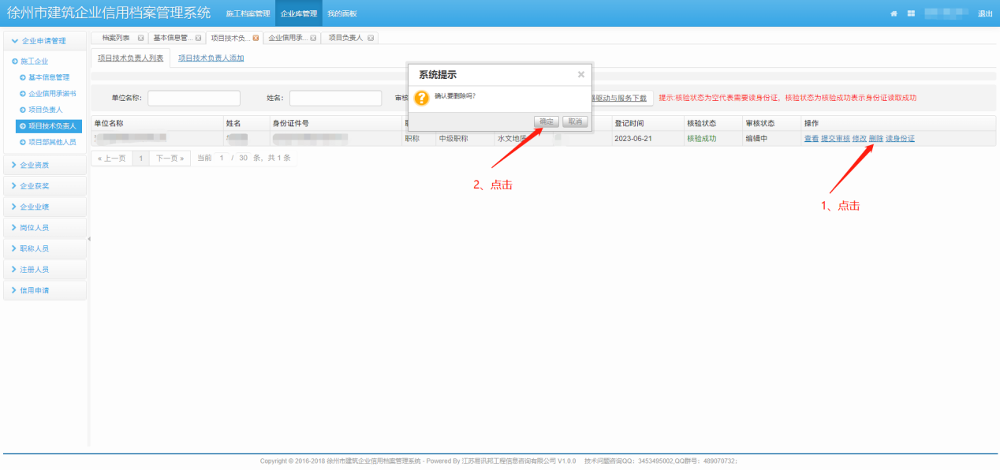 徐州市建筑企业信用档案管理系统 施工档案管理 企业库管理 我的面板 退出
企业申请管理
施工企业
基本信息管理
企业信用承诺书
项目负责人
项目技术负责人
项目部其他人员
企业资质
企业获奖
企业业绩
岗位人员
职称人员
注册人员
信用申请
档案列表 基本信息管... 项目技术负... 企业信用承... 项目负责人
项目技术负责人列表 项目技术负责人添加
系统提示
确认要删除吗?
确定 取消
单位名称: 姓名: 审核 驱动与服务下载 提示:核验状态为空代表需要读身份证，核验状态为核验成功表示身份证读取成功
单位名称 姓名 身份证件号 登记时间 核验状态 审核状态 操作
职称 中级职称 水文地质 2023-06-21 核验成功 编辑中 查看 提交审核 修改 删除 读身份证
« 上一页 1 下一页 » 当前 1 / 30 条，共 1 条
2、点击
1、点击
Copyright © 2016-2018 徐州市建筑企业信用档案管理系统 - Powered By 江苏易讯邦工程信息咨询有限公司 V1.0.0 技术问题咨询QQ：3453495002,QQ群号：489070732;